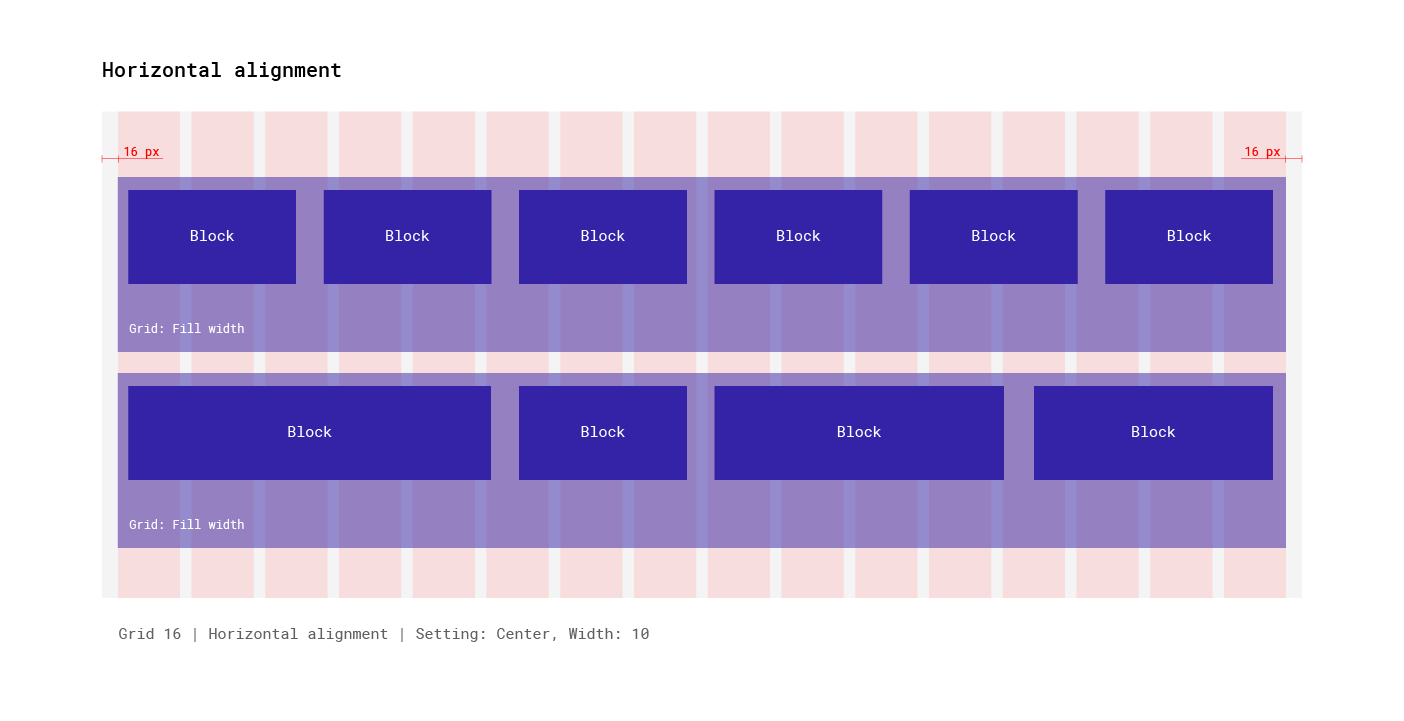 Horizontal alignment
16 px 16 px
Block Block Block Block Block Block
Grid: Fill width
Block Block Block Block
Grid: Fill width
Grid 16 | Horizontal alignment | Setting: Center, Width: 10